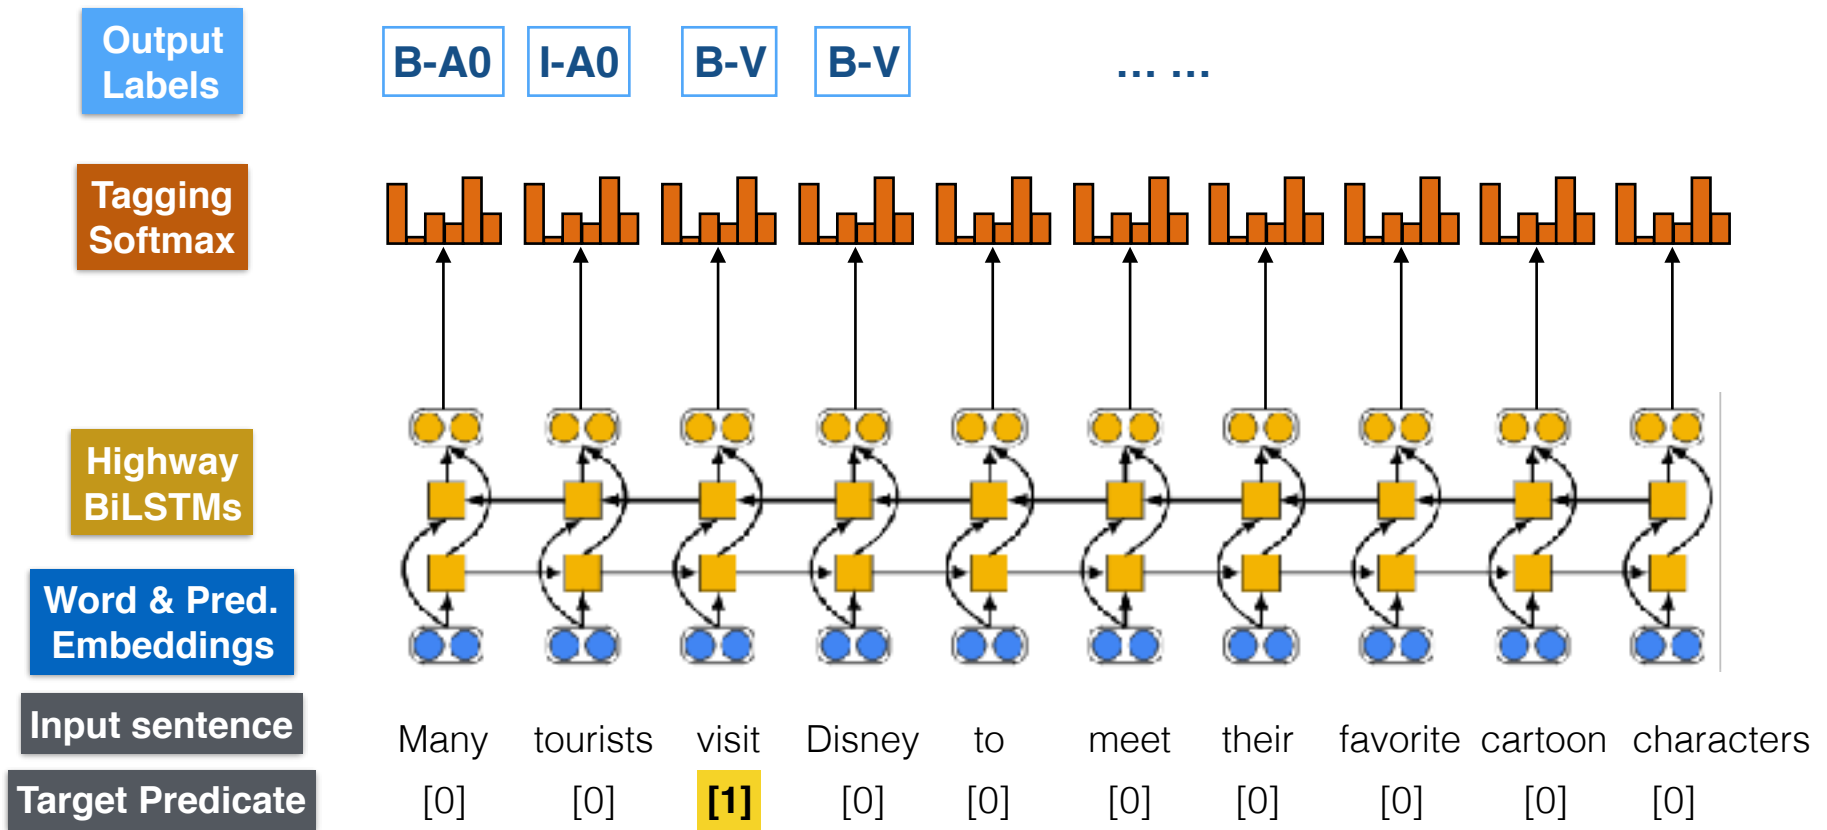 Output
Labels
B-A0 I-A0 B-V B-V ... ...
Tagging
Softmax
Highway
BiLSTMs
Word & Pred.
Embeddings
Input sentence
Many tourists visit Disney to meet their favorite cartoon characters
Target Predicate
[0] [0] [1] [0] [0] [0] [0] [0] [0] [0]